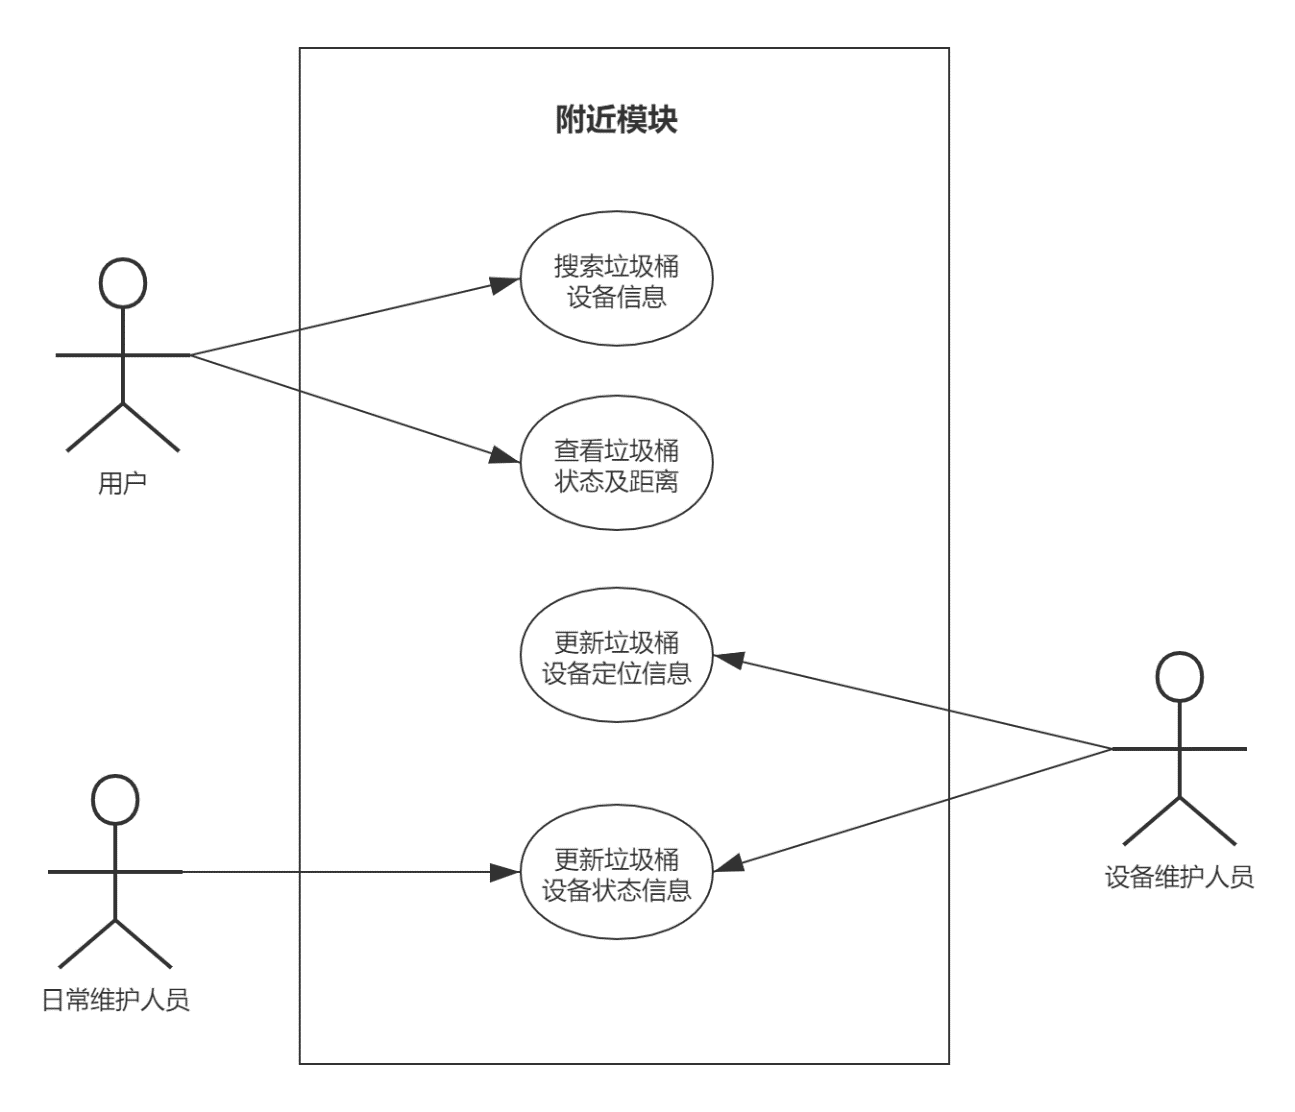 附近模块
搜索垃圾桶
设备信息
用户
查看垃圾桶
状态及距离
更新垃圾桶
设备定位信息
更新垃圾桶
设备状态信息
设备维护人员
日常维护人员